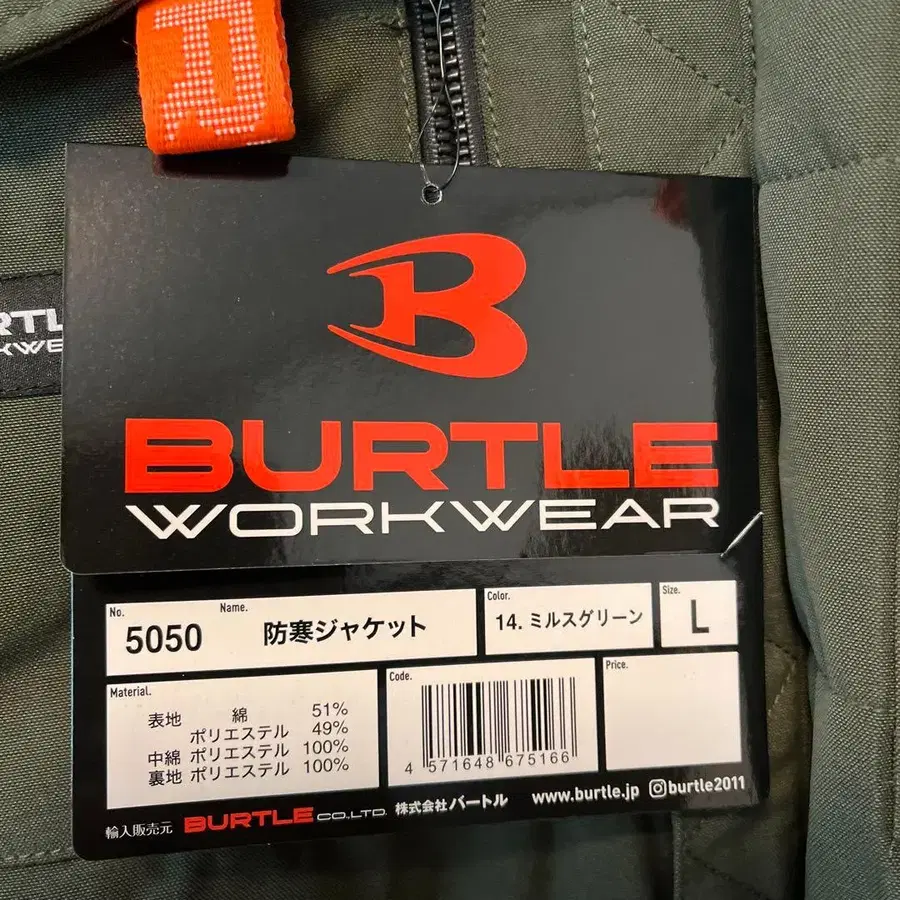 R
RTL
KWE
B
BURTLE
WORKWEAR
No. 5050
Name. 防寒ジャケット
Color. 14. ミルスグリーン
Size. L
Material.
表地 綿 51%
ポリエステル 49%
中綿 ポリエステル 100%
裏地 ポリエステル 100%
Code.
4 571648 675166
Price.
輸入販売元 BURTLE CO.,LTD. 株式会社バートル www.burtle.jp burtle2011